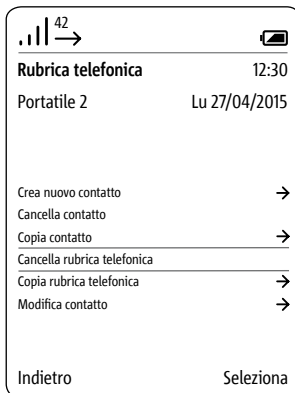 42
Rubrica telefonica 12:30
Portatile 2 Lu 27/04/2015
Crea nuovo contatto
Cancella contatto
Copia contatto
Cancella rubrica telefonica
Copia rubrica telefonica
Modifica contatto
Indietro Seleziona